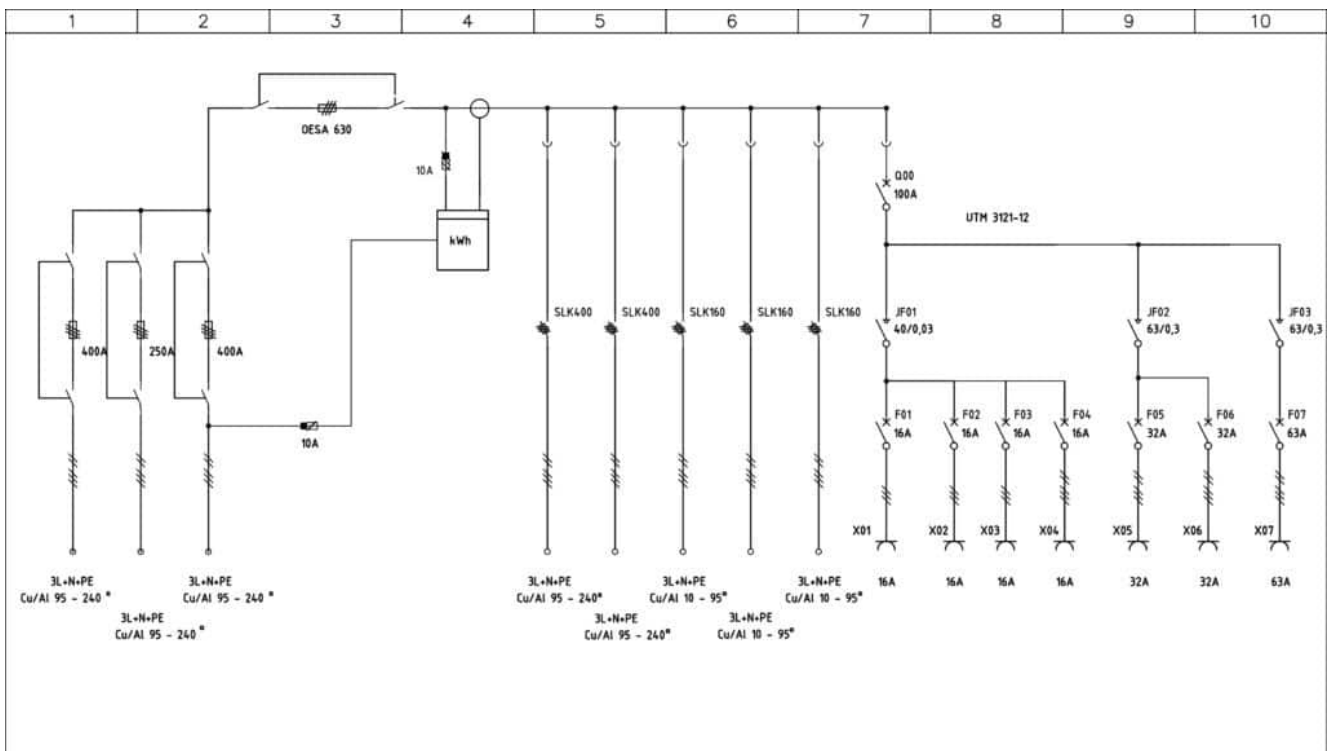 1 2 3 4 5 6 7 8 9 10
OESA 630
10A
Q00
100A
UTM 3121-12
kWh
SLK400 SLK400 SLK160 SLK160 SLK160
JF01
40/0,03
JF02
63/0,3
JF03
63/0,3
400A 250A 400A
10A
F01
16A
F02
16A
F03
16A
F04
16A
F05
32A
F06
32A
F07
63A
X01 X02 X03 X04 X05 X06 X07
16A 16A 16A 16A 32A 32A 63A
3L+N+PE
Cu/Al 95 - 240 □
3L+N+PE
Cu/Al 95 - 240 □
3L+N+PE
Cu/Al 95 - 240 □
3L+N+PE
Cu/Al 95 - 240□
3L+N+PE
Cu/Al 95 - 240□
3L+N+PE
Cu/Al 10 - 95□
3L+N+PE
Cu/Al 10 - 95□
3L+N+PE
Cu/Al 10 - 95□